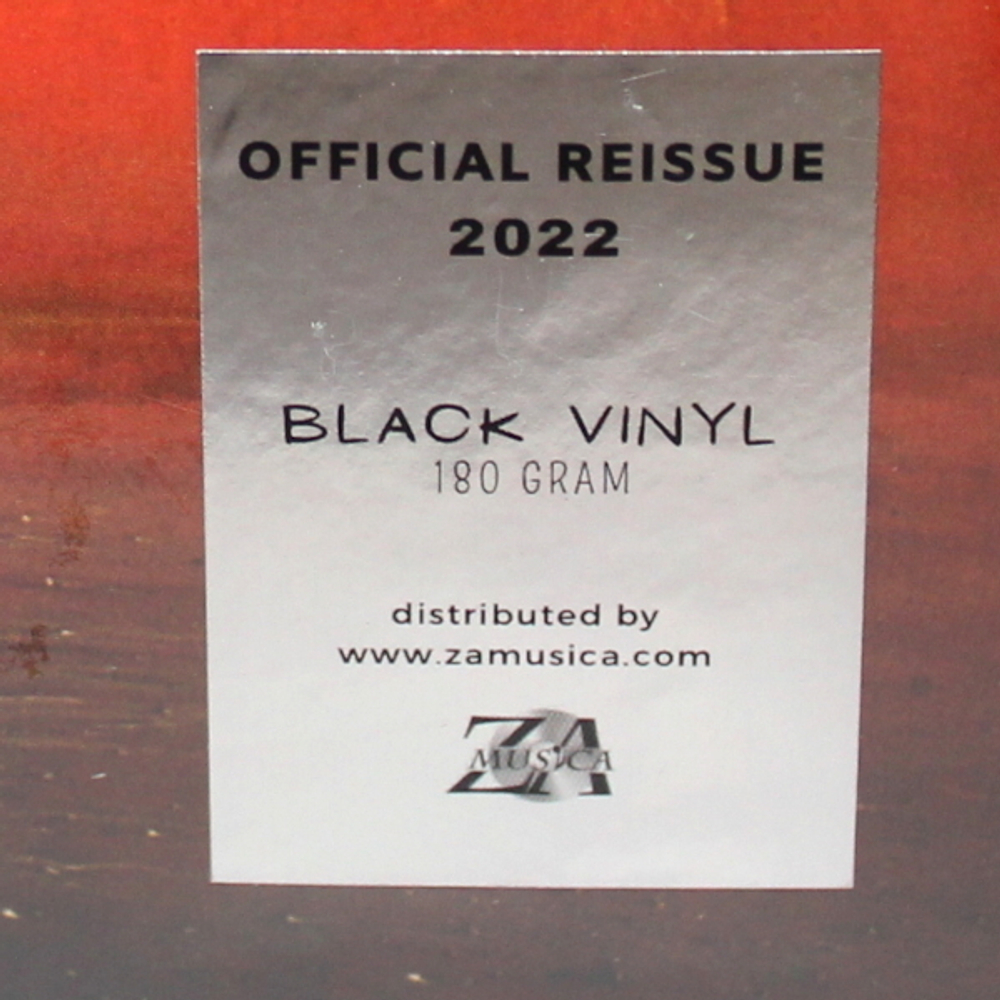 OFFICIAL REISSUE
2022
BLACK VINYL
180 GRAM
distributed by
www.zamusica.com
ZA
MUSICA